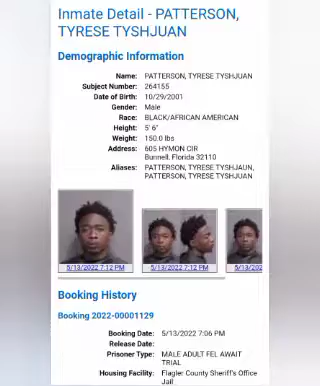 Inmate Detail - PATTERSON,
TYRESE TYSHJUAN
Demographic Information
Name: PATTERSON, TYRESE TYSHJUAN
Subject Number: 264155
Date of Birth: 10/29/2001
Gender: Male
Race: BLACK/AFRICAN AMERICAN
Height: 5' 6"
Weight: 150.0 lbs
Address: 605 HYMON CIR
Bunnell, Florida 32110
Aliases: PATTERSON, TYRESE TYSHJAUN,
PATTERSON, TYRESE TYSHJUAN
5/13/2022 7:12 PM 5/13/2022 7:12 PM 5/13/202
Booking History
Booking 2022-00001129
Booking Date: 5/13/2022 7:06 PM
Release Date:
Prisoner Type: MALE ADULT FEL AWAIT
TRIAL
Housing Facility: Flagler County Sheriff's Office
Jail